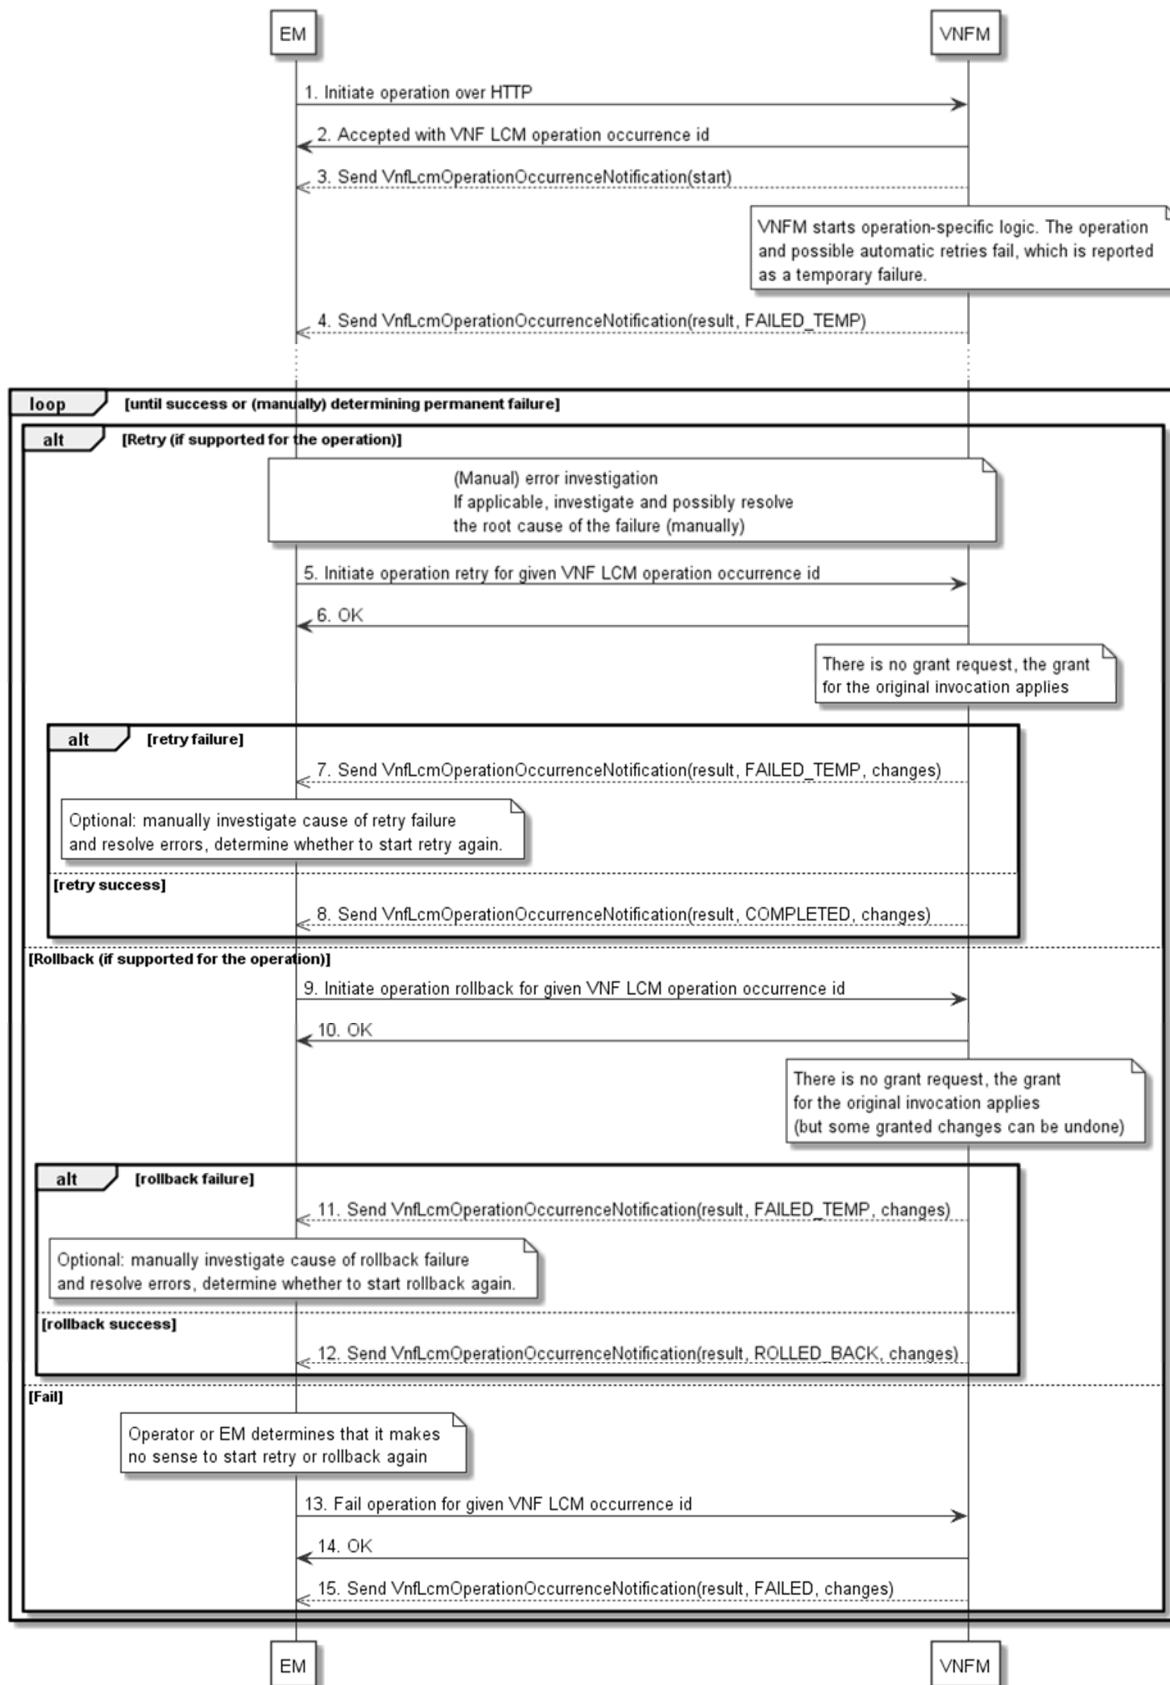 EM VNFM
1. Initiate operation over HTTP
2. Accepted with VNF LCM operation occurrence id
3. Send VnfLcmOperationOccurrenceNotification(start)
VNFM starts operation-specific logic. The operation
and possible automatic retries fail, which is reported
as a temporary failure.
4. Send VnfLcmOperationOccurrenceNotification(result, FAILED_TEMP)
loop [until success or (manually) determining permanent failure]
alt [Retry (if supported for the operation)]
(Manual) error investigation
If applicable, investigate and possibly resolve
the root cause of the failure (manually)
5. Initiate operation retry for given VNF LCM operation occurrence id
6. OK
There is no grant request, the grant
for the original invocation applies
alt [retry failure]
7. Send VnfLcmOperationOccurrenceNotification(result, FAILED_TEMP, changes)
Optional: manually investigate cause of retry failure
and resolve errors, determine whether to start retry again.
[retry success]
8. Send VnfLcmOperationOccurrenceNotification(result, COMPLETED, changes)
[Rollback (if supported for the operation)]
9. Initiate operation rollback for given VNF LCM operation occurrence id
10. OK
There is no grant request, the grant
for the original invocation applies
(but some granted changes can be undone)
alt [rollback failure]
11. Send VnfLcmOperationOccurrenceNotification(result, FAILED_TEMP, changes)
Optional: manually investigate cause of rollback failure
and resolve errors, determine whether to start rollback again.
[rollback success]
12. Send VnfLcmOperationOccurrenceNotification(result, ROLLED_BACK, changes)
[Fail]
Operator or EM determines that it makes
no sense to start retry or rollback again
13. Fail operation for given VNF LCM occurrence id
14. OK
15. Send VnfLcmOperationOccurrenceNotification(result, FAILED, changes)
EM VNFM